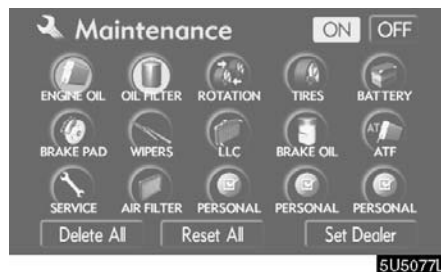 Maintenance ON OFF
ENGINE OIL OIL FILTER ROTATION TIRES BATTERY
BRAKE PAD WIPERS LLC BRAKE OIL ATF
SERVICE AIR FILTER PERSONAL PERSONAL PERSONAL
Delete All Reset All Set Dealer
5U5077L